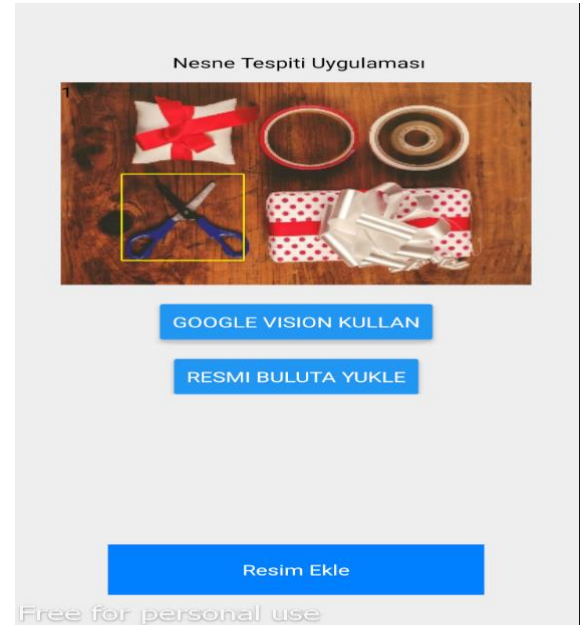 Nesne Tespiti Uygulaması
1
GOOGLE VISION KULLAN
RESMI BULUTA YUKLE
Resim Ekle
Free for personal use